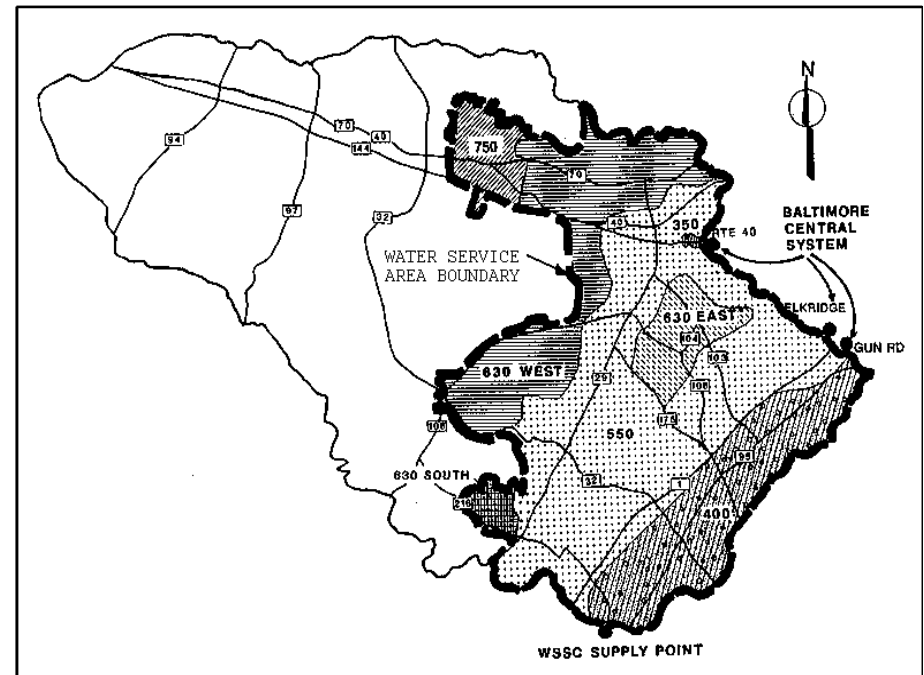 N
94
70
40
144
97
32
750
70
40
350
RTE 40
BALTIMORE
CENTRAL
SYSTEM
WATER SERVICE
AREA BOUNDARY
ELKRIDGE
GUN RD
630 EAST
104
103
108
630 WEST
29
175
108
550
95
630 SOUTH
216
32
1
400
WSSC SUPPLY POINT